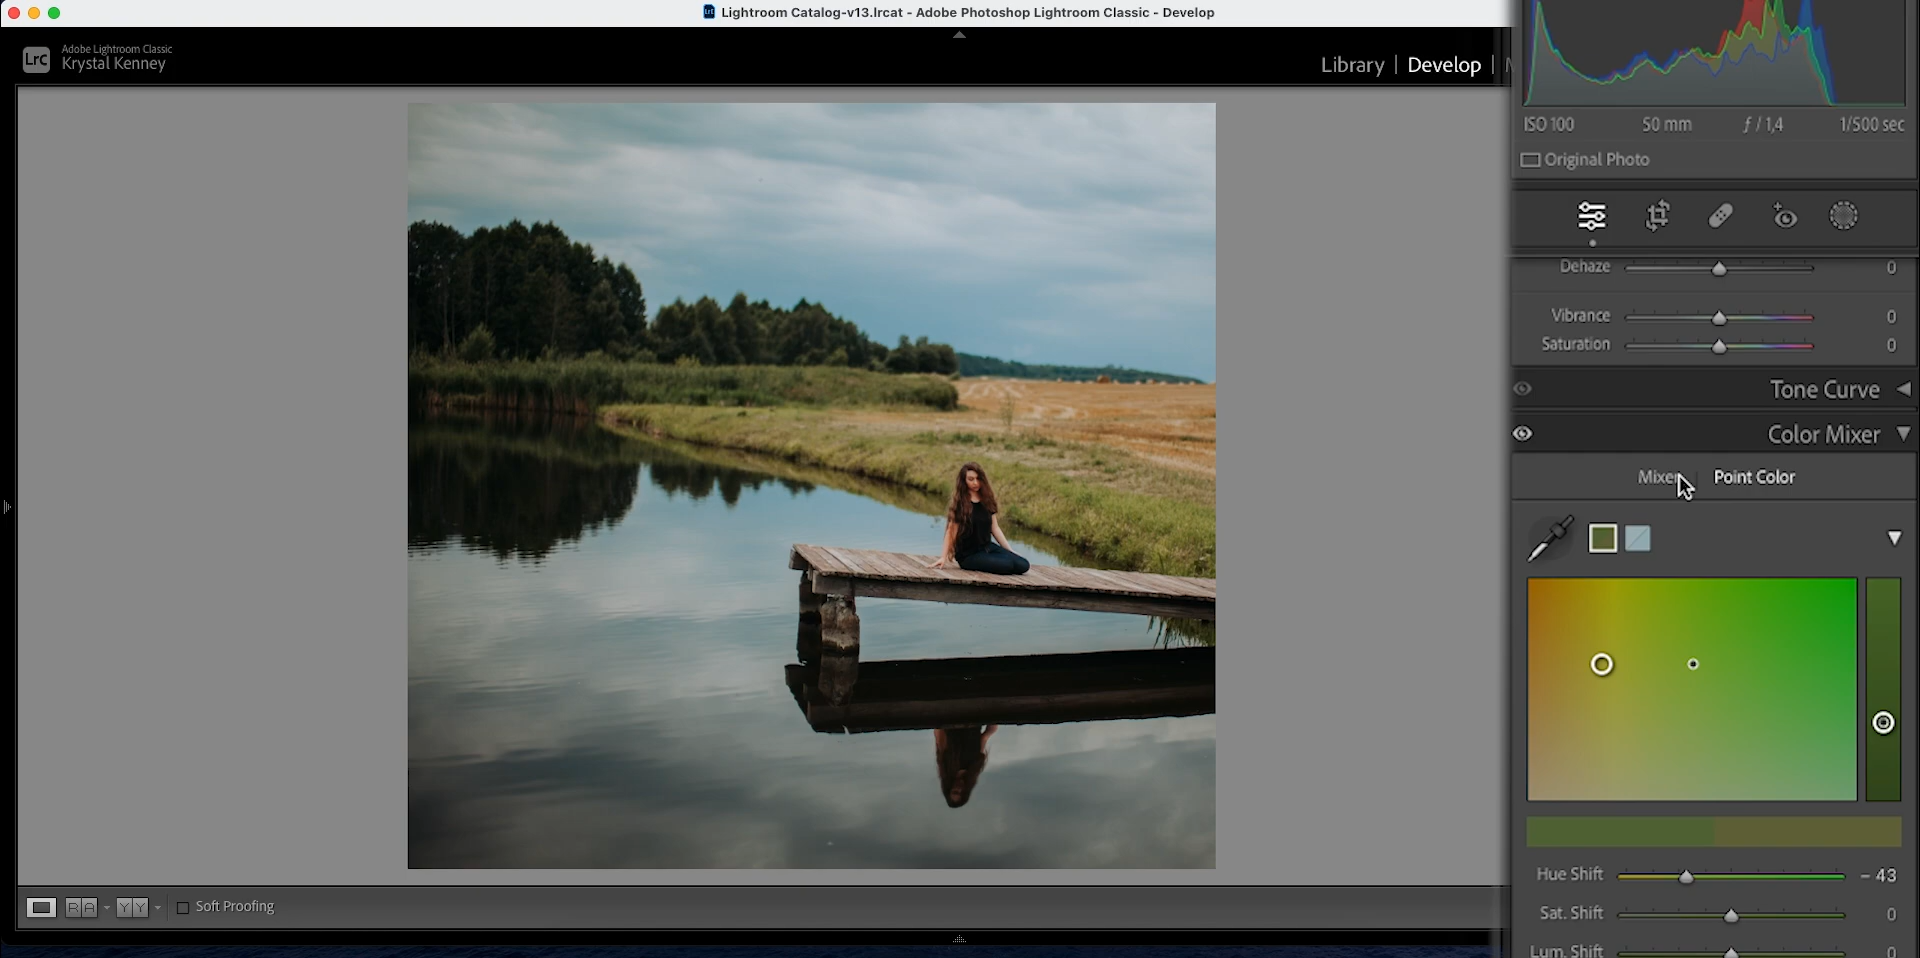 Lightroom Catalog-v13.lrcat - Adobe Photoshop Lightroom Classic - Develop
LrC
Adobe Lightroom Classic
Krystal Kenney
Library | Develop |
ISO 100 50 mm ƒ / 1,4 1/500 sec
Original Photo
Dehaze 0
Vibrance 0
Saturation 0
Tone Curve
Color Mixer
Mixer Point Color
Hue Shift - 43
Sat. Shift 0
Lum. Shift 0
R A Y Y Soft Proofing